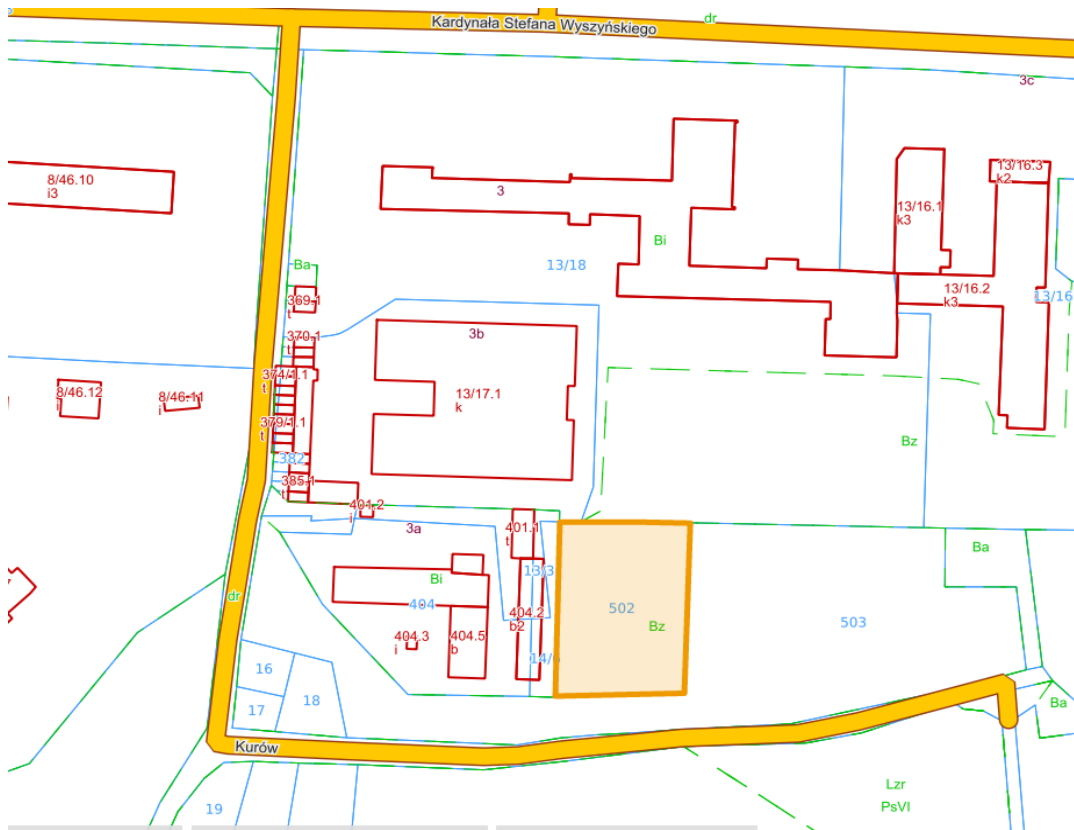 Kardynała Stefana Wyszyńskiego
dr
3c
8/46.10
i3
3
13/16.1
k3
13/16.3
k2
Bi
13/18
Ba
13/16.2
k3
13/16
369.1
t
370.1
t
3b
374/1.1
t
8/46.12
i
8/46.11
i
13/17.1
k
379/1.1
t
Bz
382
385.1
t
401.2
i
3a
401.1
t
Ba
13/3
Bi
404
404.2
b2
502
Bz
503
dr
404.3
i
404.5
b
14/6
16
17
18
Ba
Kurów
Lzr
PsVI
19